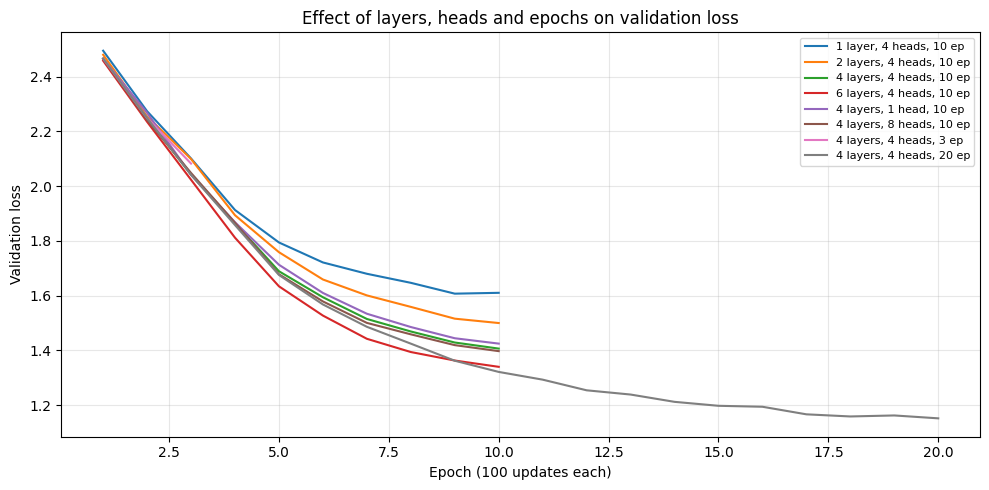 Effect of layers, heads and epochs on validation loss
1 layer, 4 heads, 10 ep
2 layers, 4 heads, 10 ep
4 layers, 4 heads, 10 ep
6 layers, 4 heads, 10 ep
4 layers, 1 head, 10 ep
4 layers, 8 heads, 10 ep
4 layers, 4 heads, 3 ep
4 layers, 4 heads, 20 ep
Validation loss
2.4
2.2
2.0
1.8
1.6
1.4
1.2
2.5 5.0 7.5 10.0 12.5 15.0 17.5 20.0
Epoch (100 updates each)